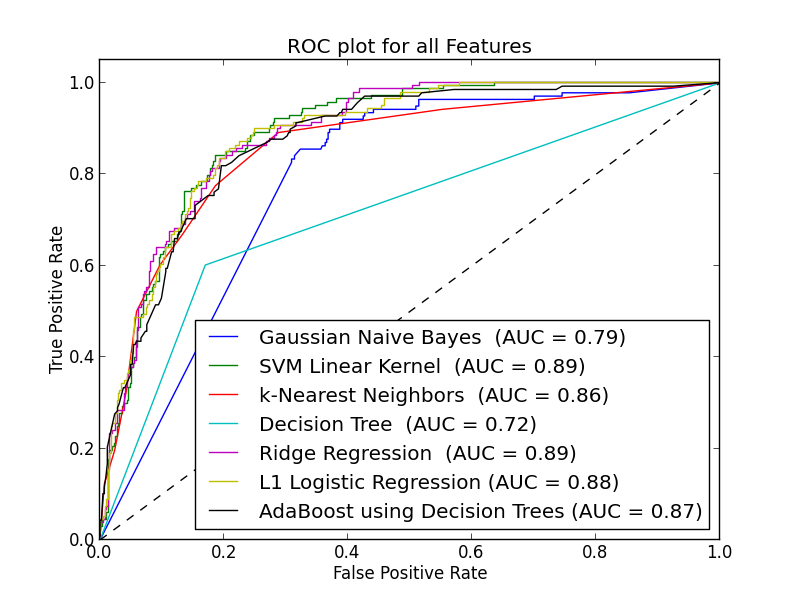 ROC plot for all Features
True Positive Rate
1.0
0.8
0.6
0.4
0.2
0.0
Gaussian Naive Bayes  (AUC = 0.79)
SVM Linear Kernel  (AUC = 0.89)
k-Nearest Neighbors  (AUC = 0.86)
Decision Tree  (AUC = 0.72)
Ridge Regression  (AUC = 0.89)
L1 Logistic Regression (AUC = 0.88)
AdaBoost using Decision Trees (AUC = 0.87)
0.0 0.2 0.4 0.6 0.8 1.0
False Positive Rate